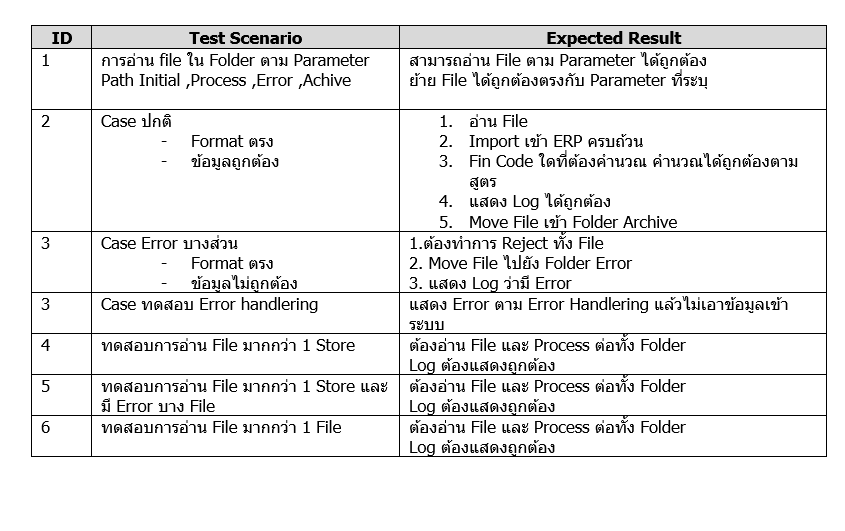 ID Test Scenario Expected Result
1 การอ่าน file ใน Folder ตาม Parameter สามารถอ่าน File ตาม Parameter ได้ถูกต้อง
Path Initial ,Process ,Error ,Achive ย้าย File ได้ถูกต้องตรงกับ Parameter ที่ระบุ
2 Case ปกติ 1. อ่าน File
- Format ตรง 2. Import เข้า ERP ครบถ้วน
- ข้อมูลถูกต้อง 3. Fin Code ใดที่ต้องคำนวณ คำนวณได้ถูกต้องตาม
สูตร
4. แสดง Log ได้ถูกต้อง
5. Move File เข้า Folder Archive
3 Case Error บางส่วน 1.ต้องทำการ Reject ทั้ง File
- Format ตรง 2. Move File ไปยัง Folder Error
- ข้อมูลไม่ถูกต้อง 3. แสดง Log ว่ามี Error
3 Case ทดสอบ Error handlering แสดง Error ตาม Error Handlering แล้วไม่เอาข้อมูลเข้า
ระบบ
4 ทดสอบการอ่าน File มากกว่า 1 Store ต้องอ่าน File และ Process ต่อทั้ง Folder
Log ต้องแสดงถูกต้อง
5 ทดสอบการอ่าน File มากกว่า 1 Store และ ต้องอ่าน File และ Process ต่อทั้ง Folder
มี Error บาง File Log ต้องแสดงถูกต้อง
6 ทดสอบการอ่าน File มากกว่า 1 File ต้องอ่าน File และ Process ต่อทั้ง Folder
Log ต้องแสดงถูกต้อง